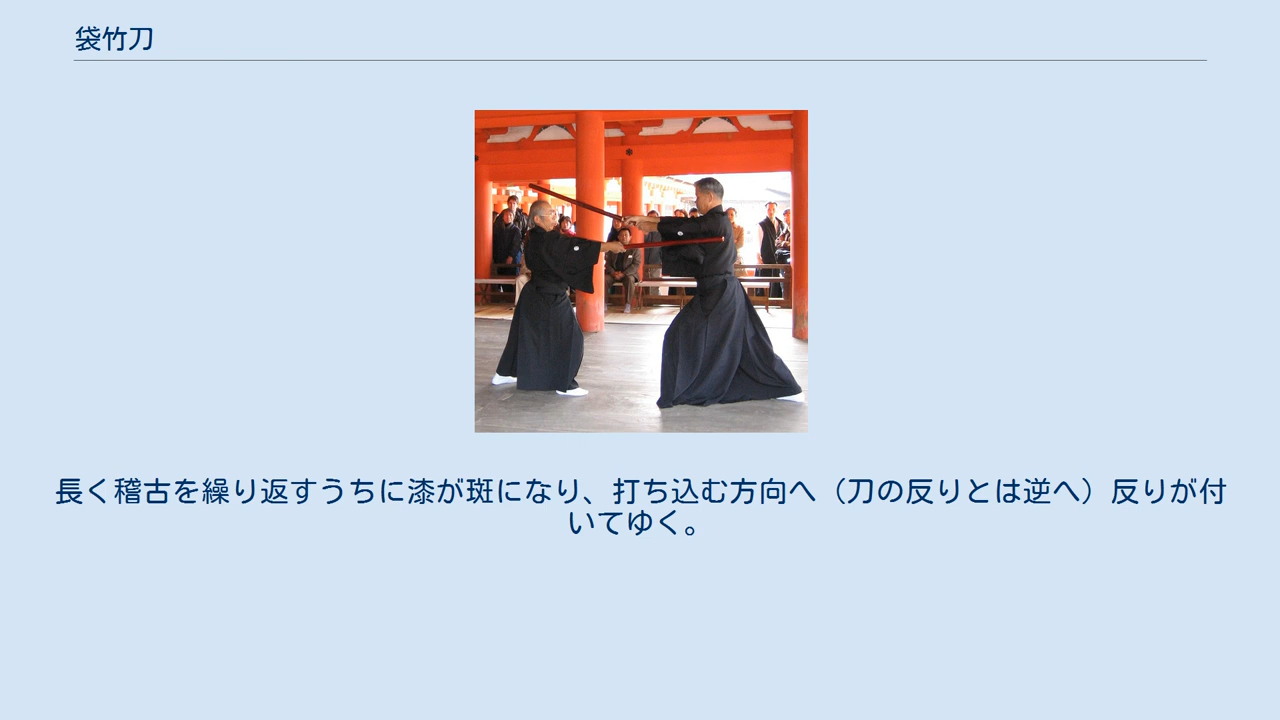 袋竹刀
長く稽古を繰り返すうちに漆が斑になり、打ち込む方向へ（刀の反りとは逆へ）反りが付
いてゆく。